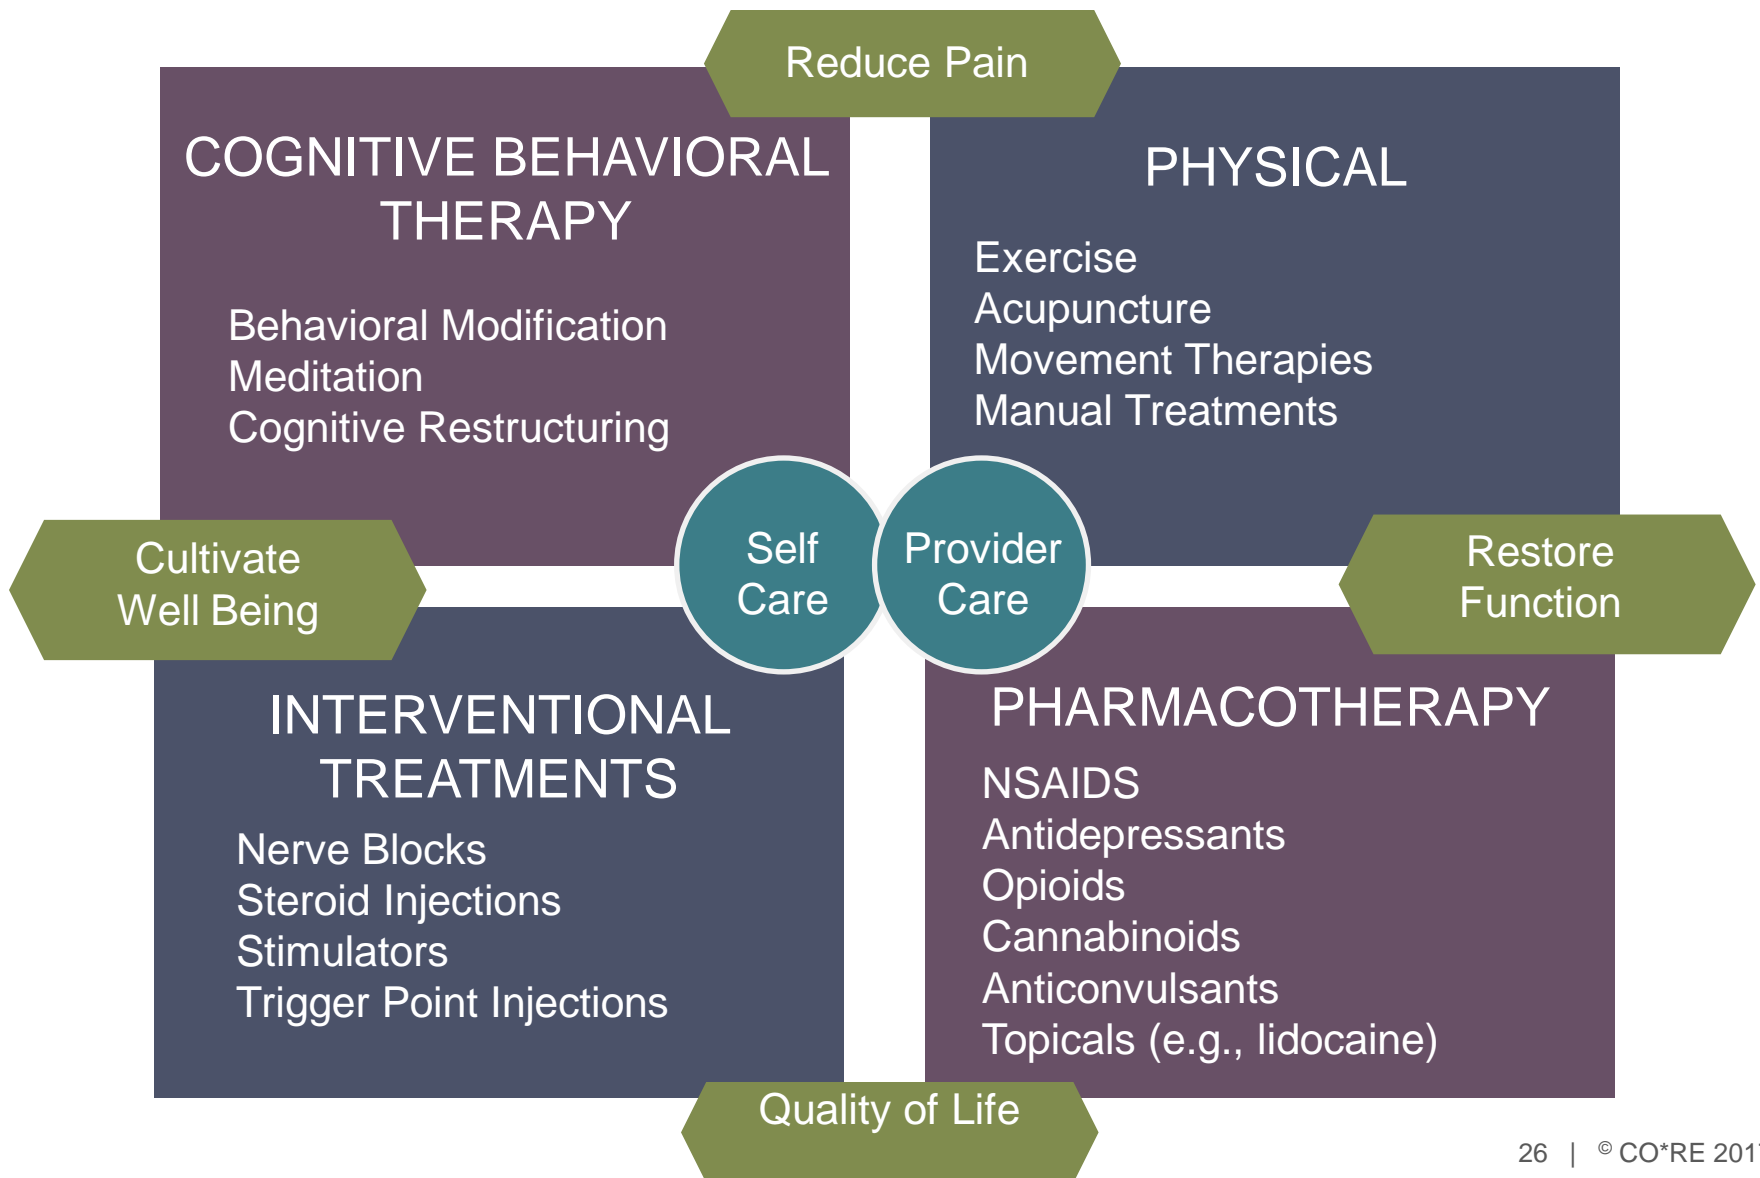 Reduce Pain
COGNITIVE BEHAVIORAL
THERAPY
Behavioral Modification
Meditation
Cognitive Restructuring
PHYSICAL
Exercise
Acupuncture
Movement Therapies
Manual Treatments
Cultivate
Well Being
Self
Care
Provider
Care
Restore
Function
INTERVENTIONAL
TREATMENTS
Nerve Blocks
Steroid Injections
Stimulators
Trigger Point Injections
PHARMACOTHERAPY
NSAIDS
Antidepressants
Opioids
Cannabinoids
Anticonvulsants
Topicals (e.g., lidocaine)
Quality of Life
26 | © CO*RE 2017